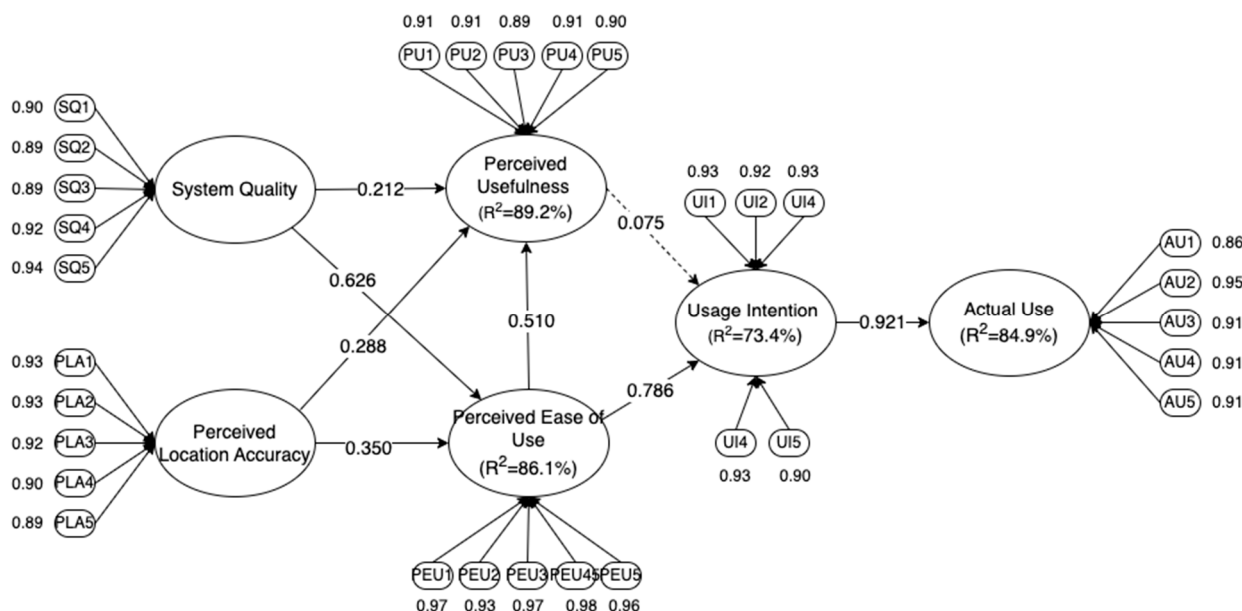 0.91 0.91 0.89 0.91 0.90
PU1 PU2 PU3 PU4 PU5
0.90 SQ1
0.89 SQ2
0.89 SQ3
0.92 SQ4
0.94 SQ5
System Quality
0.212
Perceived
Usefulness
(R²=89.2%)
0.075
0.626
0.288
0.510
0.93 0.92 0.93
UI1 UI2 UI4
Usage Intention
(R²=73.4%)
0.921
Actual Use
(R²=84.9%)
AU1 0.86
AU2 0.95
AU3 0.91
AU4 0.91
AU5 0.91
0.93 PLA1
0.93 PLA2
0.92 PLA3
0.90 PLA4
0.89 PLA5
Perceived
Location Accuracy
0.350
Perceived Ease of
Use
(R²=86.1%)
0.786
UI4 UI5
0.93 0.90
PEU1 PEU2 PEU3 PEU45 PEU5
0.97 0.93 0.97 0.98 0.96